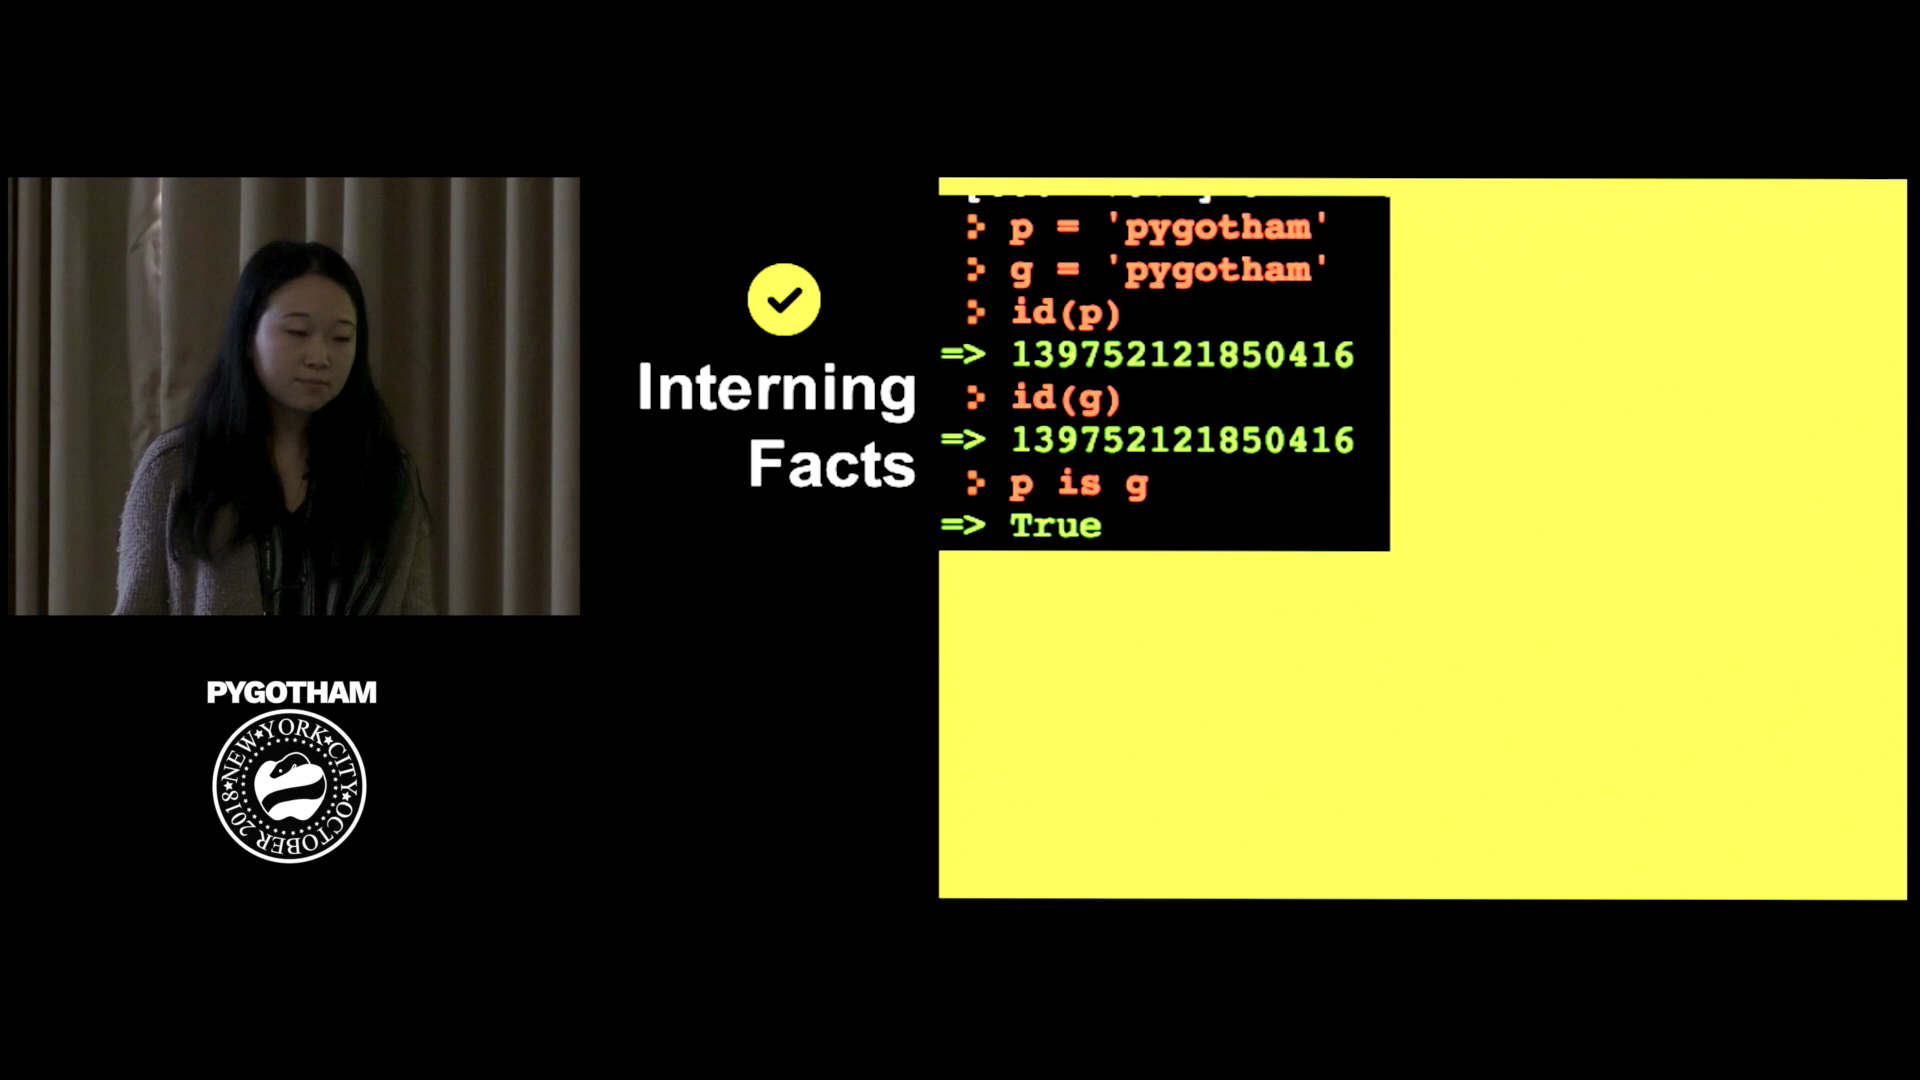 PYGOTHAM
NEW YORK CITY OCTOBER 2018
Interning
Facts
> p = 'pygotham'
> g = 'pygotham'
> id(p)
=> 139752121850416
> id(g)
=> 139752121850416
> p is g
=> True